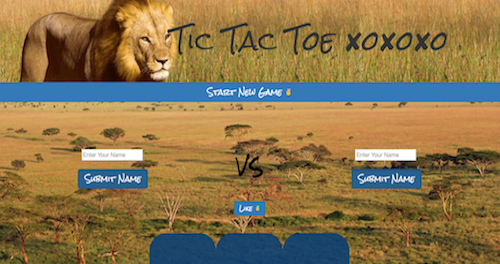 Tic Tac Toe xoxoxo
Start New Game ✌
Enter Your Name
Submit Name
VS
Enter Your Name
Submit Name
Like ✌